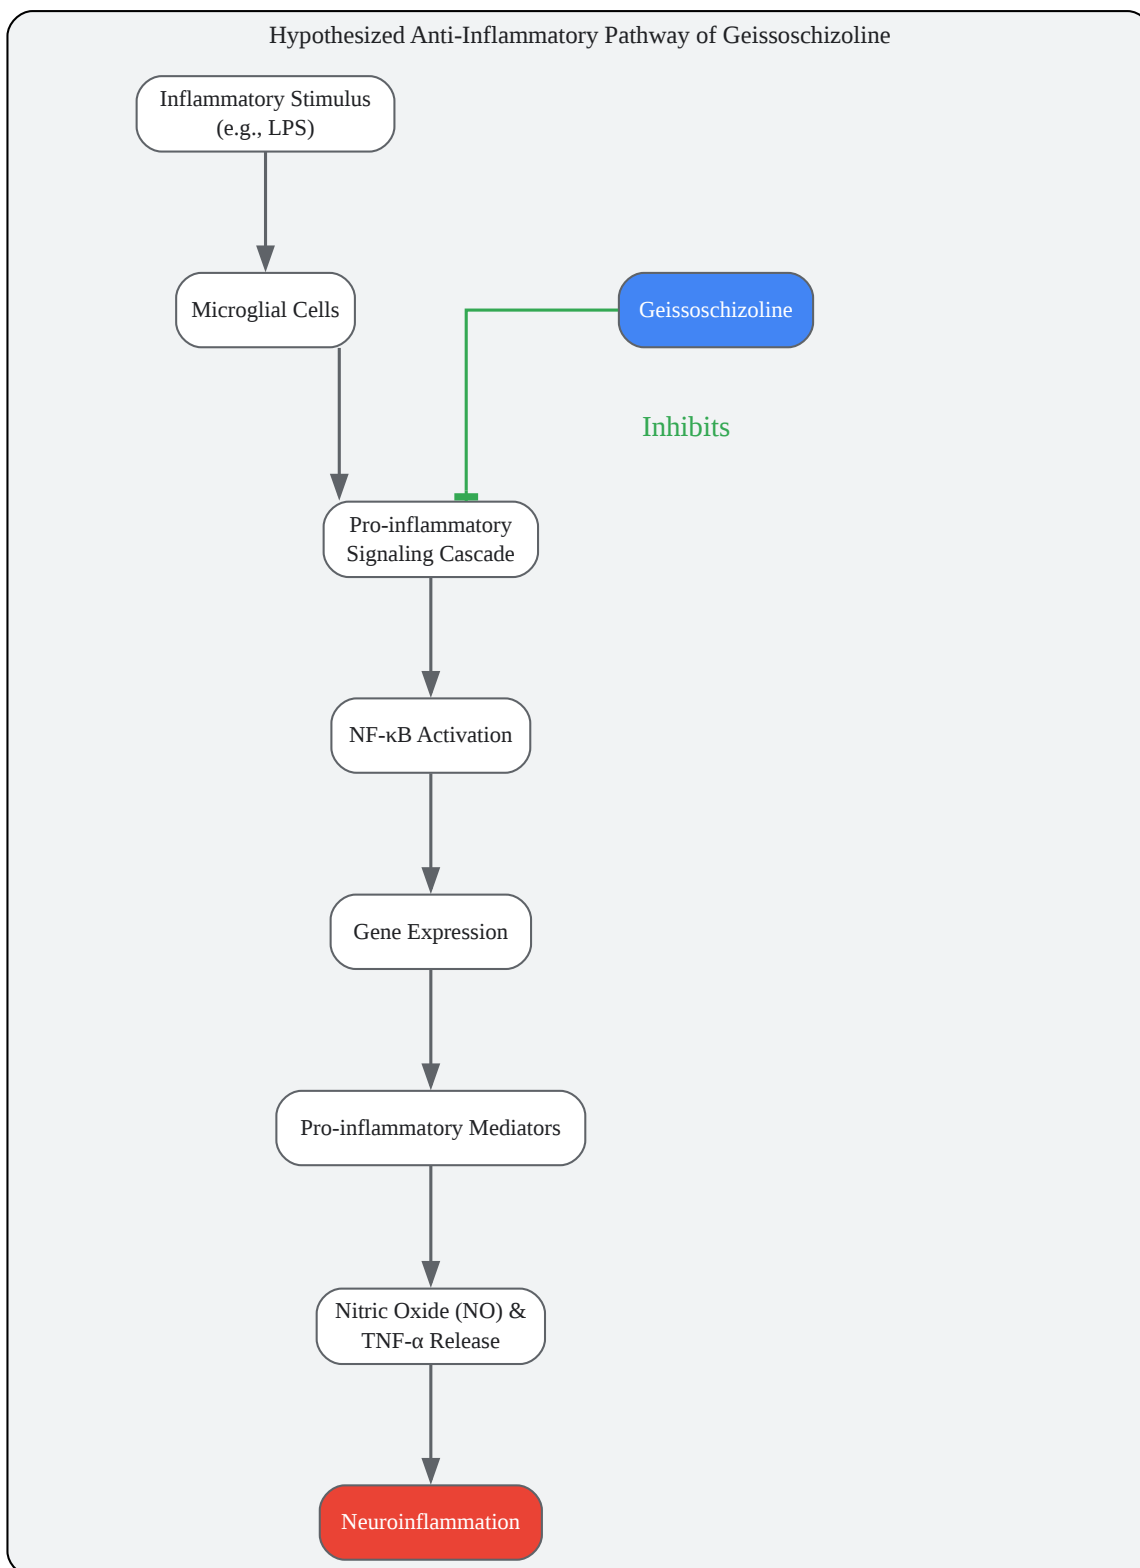 Hypothesized Anti-Inflammatory Pathway of Geissoschizoline
Inflammatory Stimulus
(e.g., LPS)
Microglial Cells
Geissoschizoline
Inhibits
Pro-inflammatory
Signaling Cascade
NF-κB Activation
Gene Expression
Pro-inflammatory Mediators
Nitric Oxide (NO) &
TNF-α Release
Neuroinflammation